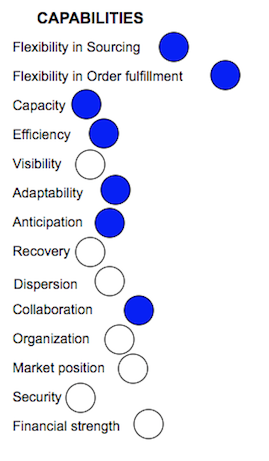 CAPABILITIES
Flexibility in Sourcing
Flexibility in Order fulfillment
Capacity
Efficiency
Visibility
Adaptability
Anticipation
Recovery
Dispersion
Collaboration
Organization
Market position
Security
Financial strength